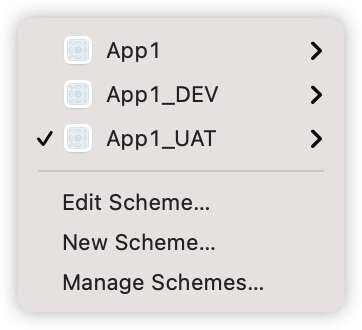 App1
App1_DEV
App1_UAT
Edit Scheme...
New Scheme...
Manage Schemes...